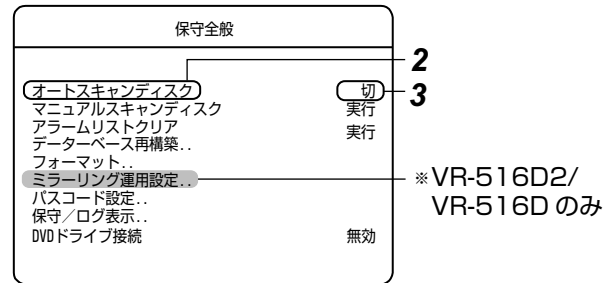 保守全般
オートスキャンディスク 切
マニュアルスキャンディスク 実行
アラームリストクリア 実行
データーベース再構築..
フォーマット..
ミラーリング運用設定..
パスコード設定..
保守／ログ表示..
DVDドライブ接続 無効
2
3
※VR-516D2/
VR-516D のみ